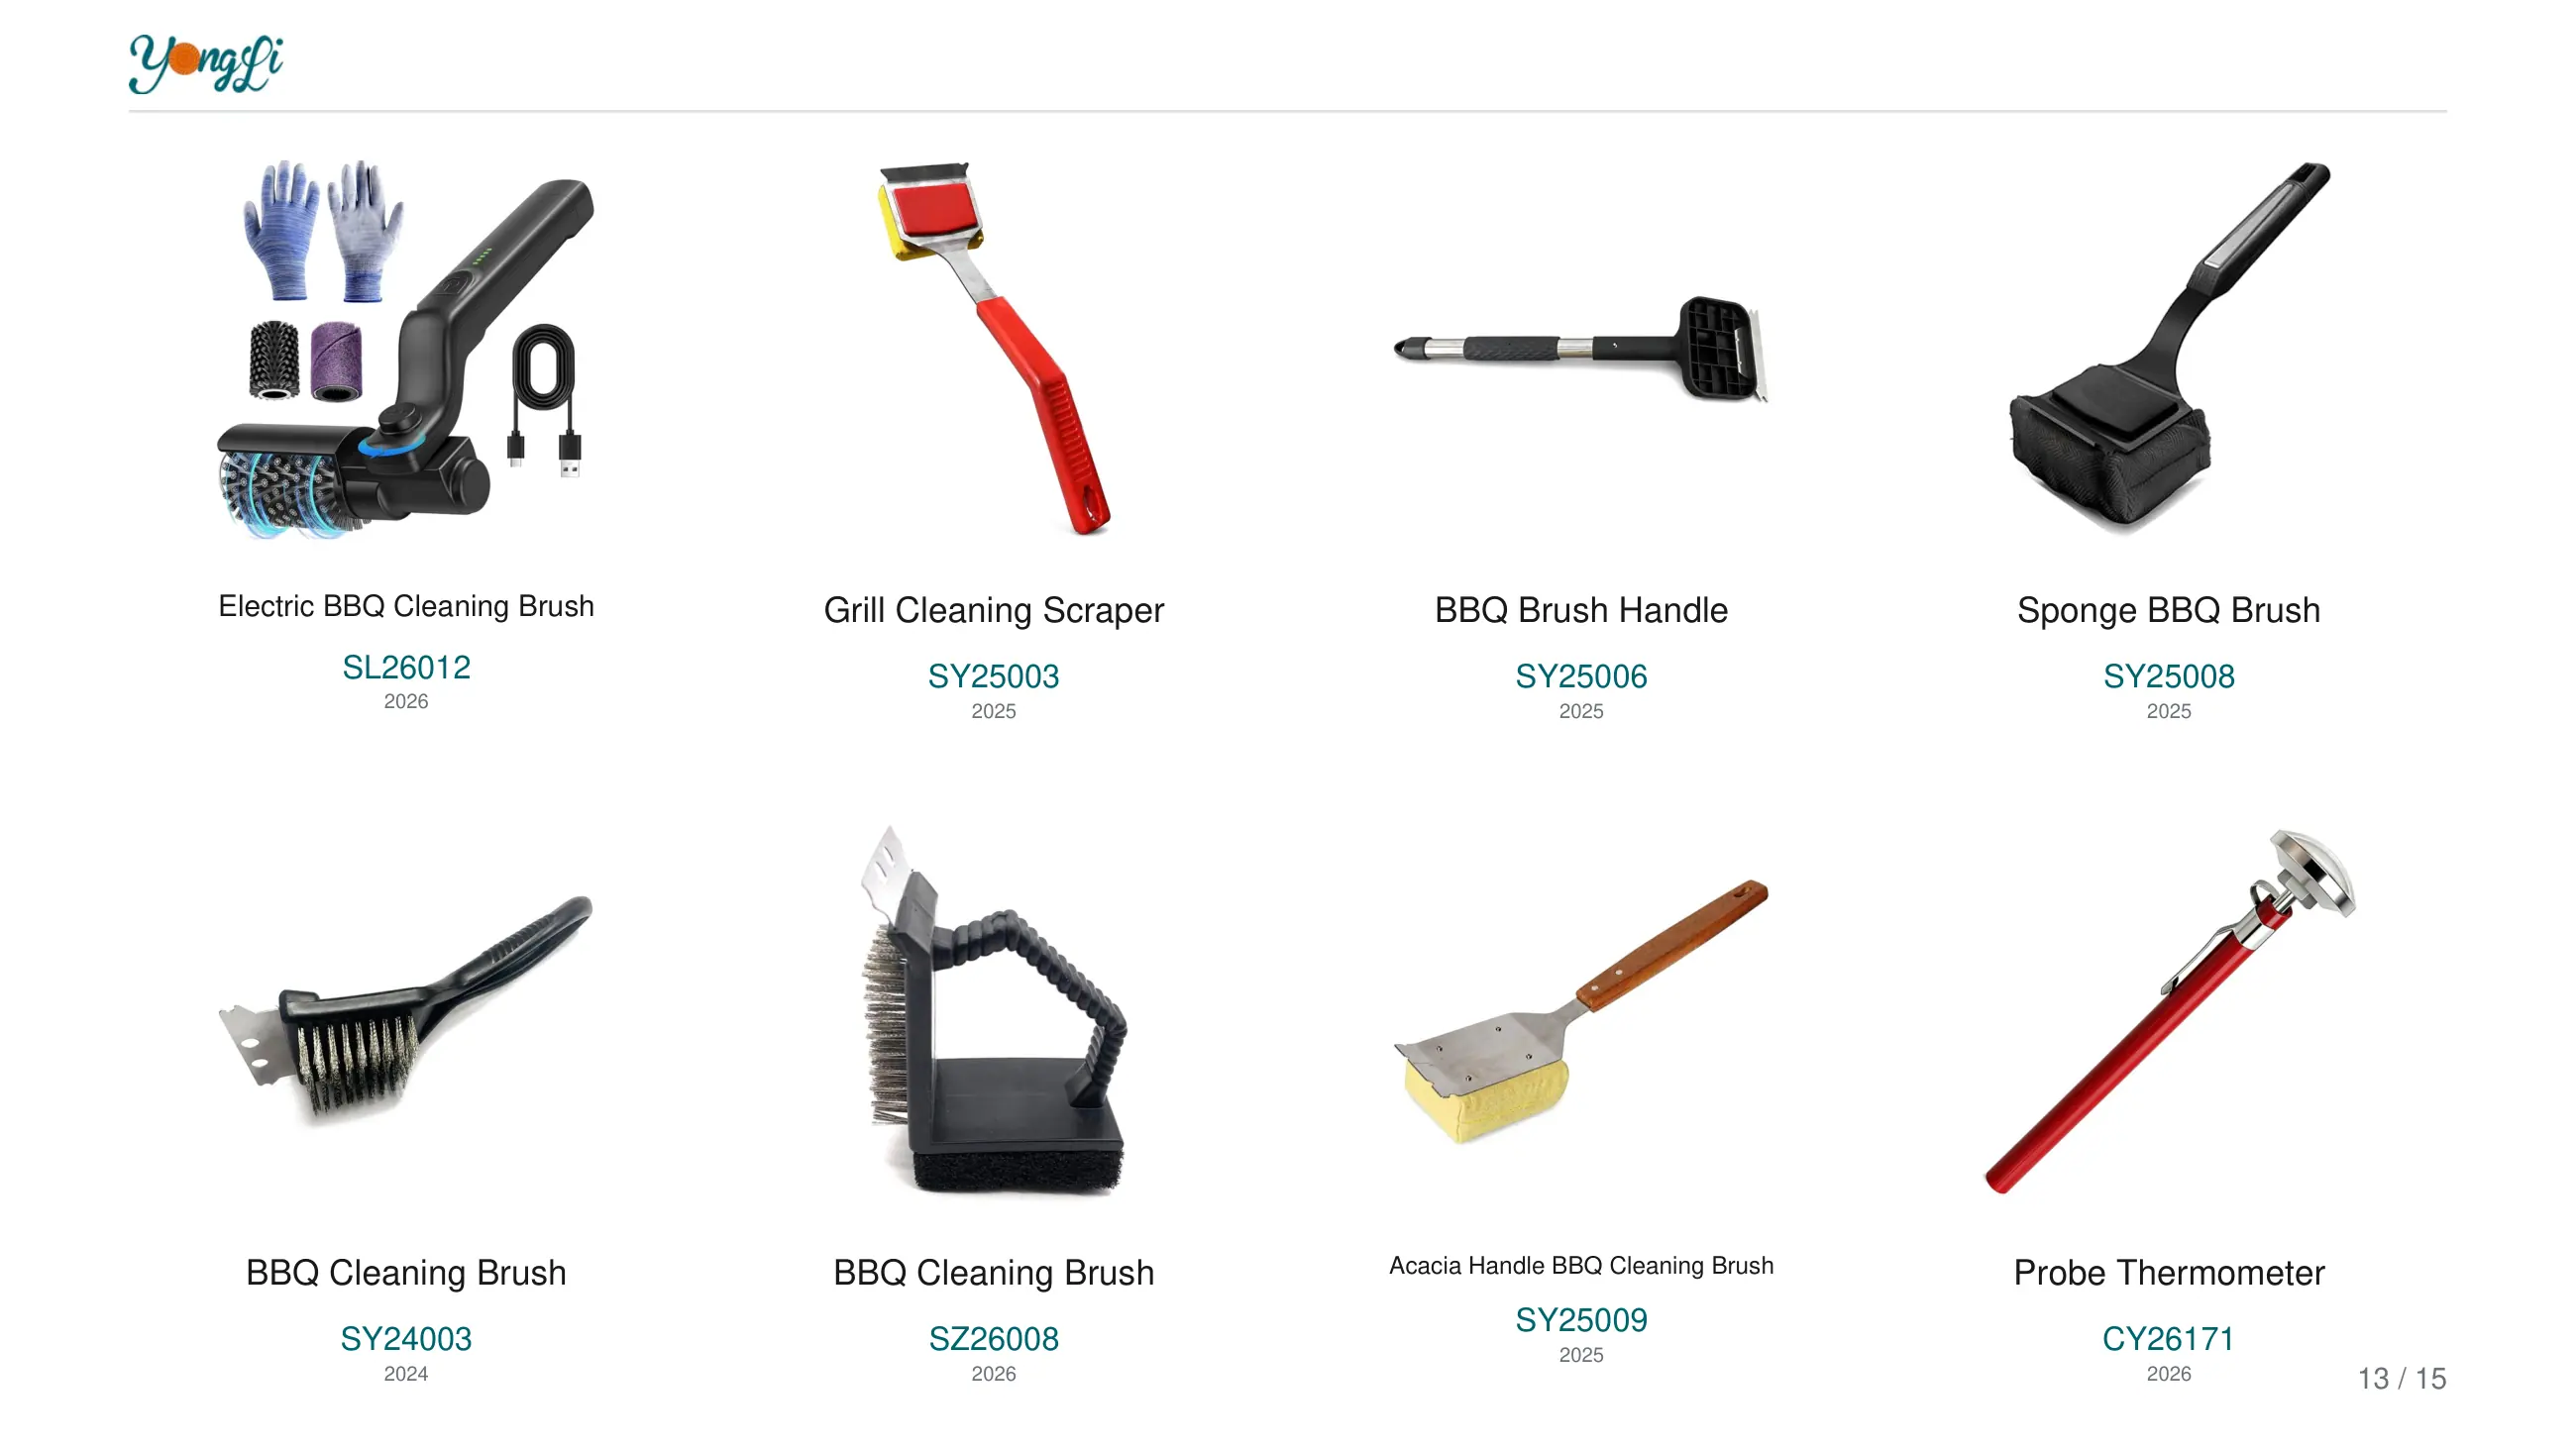 YongLi
Electric BBQ Cleaning Brush
SL26012
2026
Grill Cleaning Scraper
SY25003
2025
BBQ Brush Handle
SY25006
2025
Sponge BBQ Brush
SY25008
2025
BBQ Cleaning Brush
SY24003
2024
BBQ Cleaning Brush
SZ26008
2026
Acacia Handle BBQ Cleaning Brush
SY25009
2025
Probe Thermometer
CY26171
2026
13 / 15